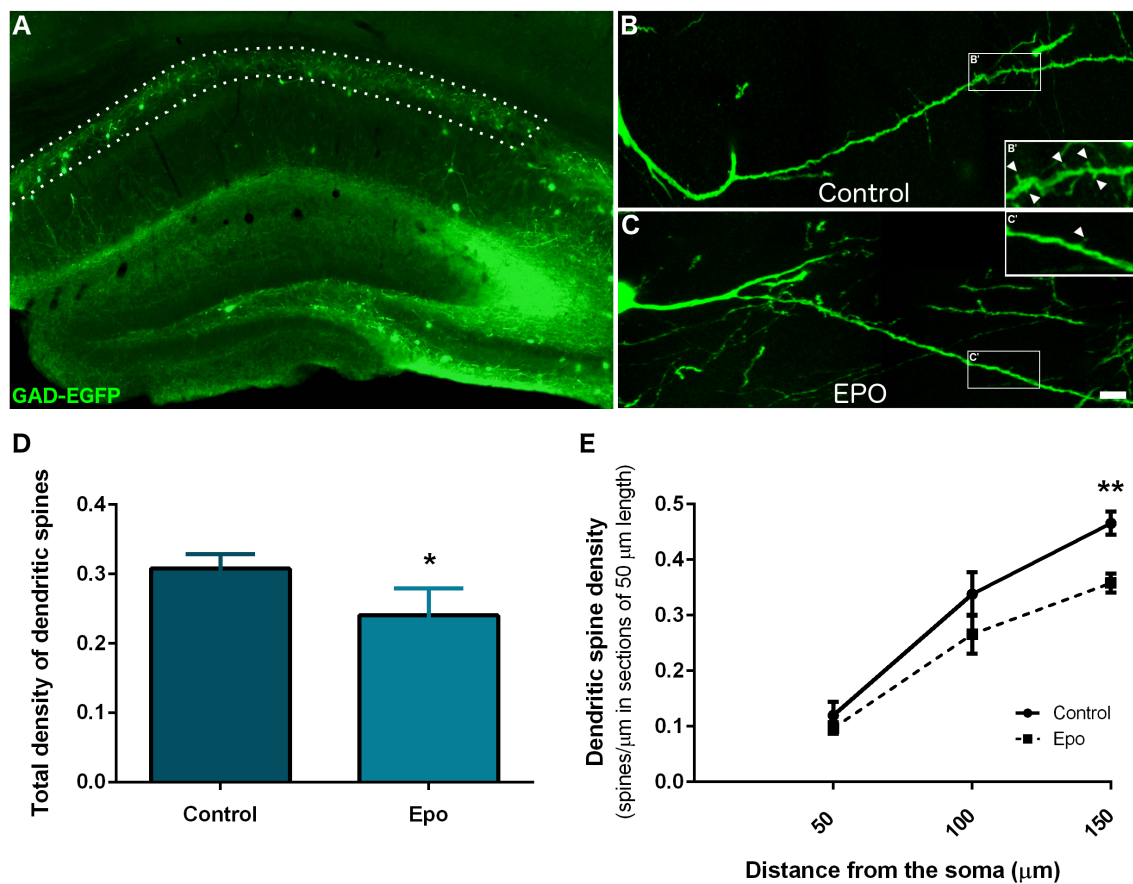 A
GAD-EGFP
B
B'
B'
Control
C
C'
C'
EPO
D
Total density of dendritic spines
0.4
0.3
0.2
0.1
0.0
*
Control
Epo
E
Dendritic spine density
(spines/μm in sections of 50 μm length)
0.5
0.4
0.3
0.2
0.1
0.0
**
Control
Epo
50
100
150
Distance from the soma (μm)